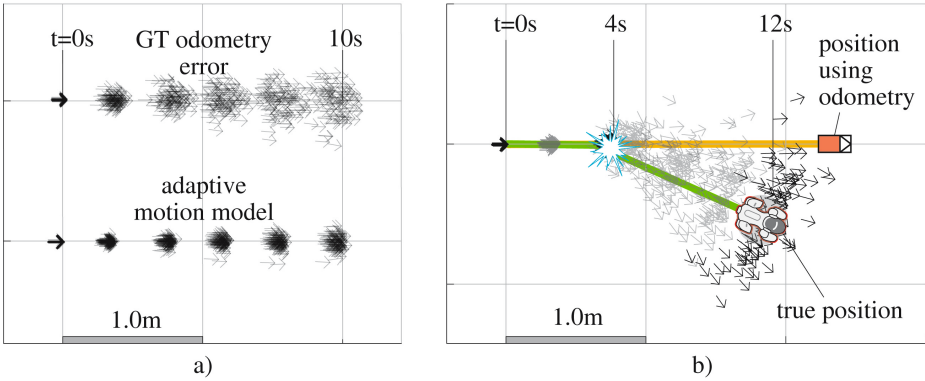 t=0s
GT odometry
error
10s
adaptive
motion model
1.0m
a)
4s
12s
position
using
odometry
true position
1.0m
b)